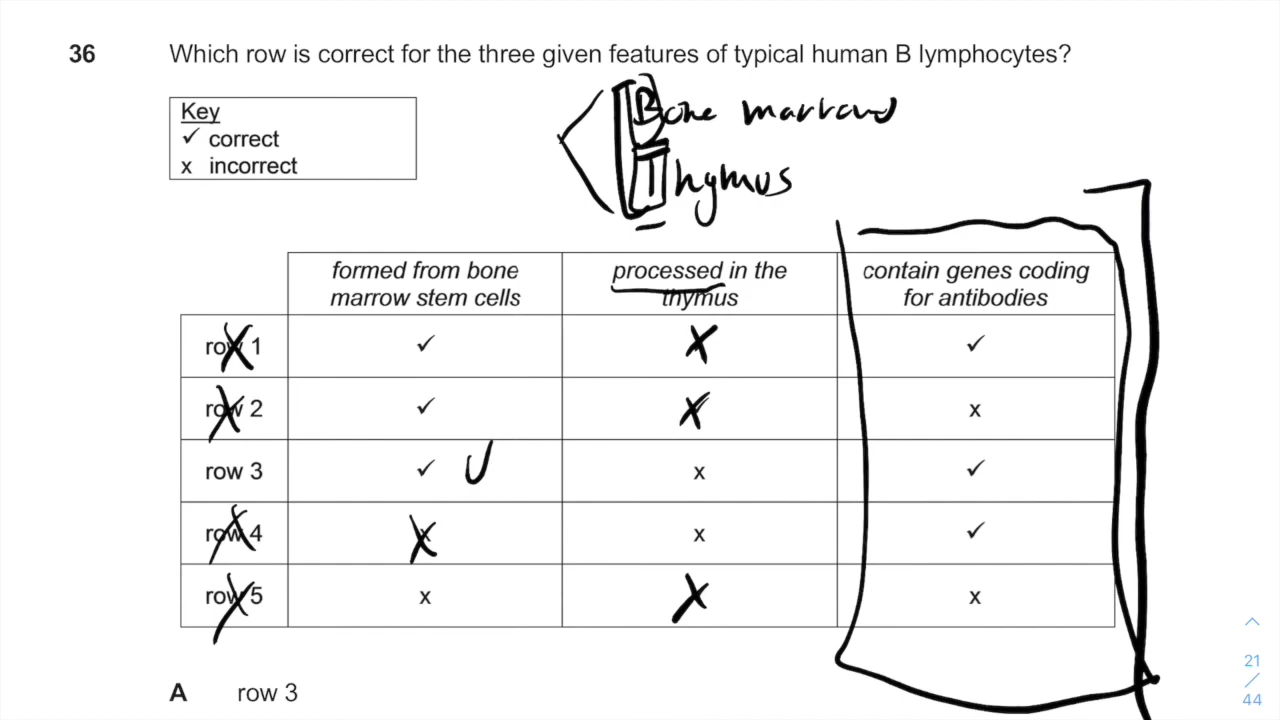 36 Which row is correct for the three given features of typical human B lymphocytes?
Key
✓ correct
x incorrect
Bone marrow
Thymus
formed from bone marrow stem cells processed in the thymus contain genes coding for antibodies
row 1 ✓ x ✓
row 2 ✓ x x
row 3 ✓ x ✓
row 4 x x ✓
row 5 x x x
A row 3
21
/
44